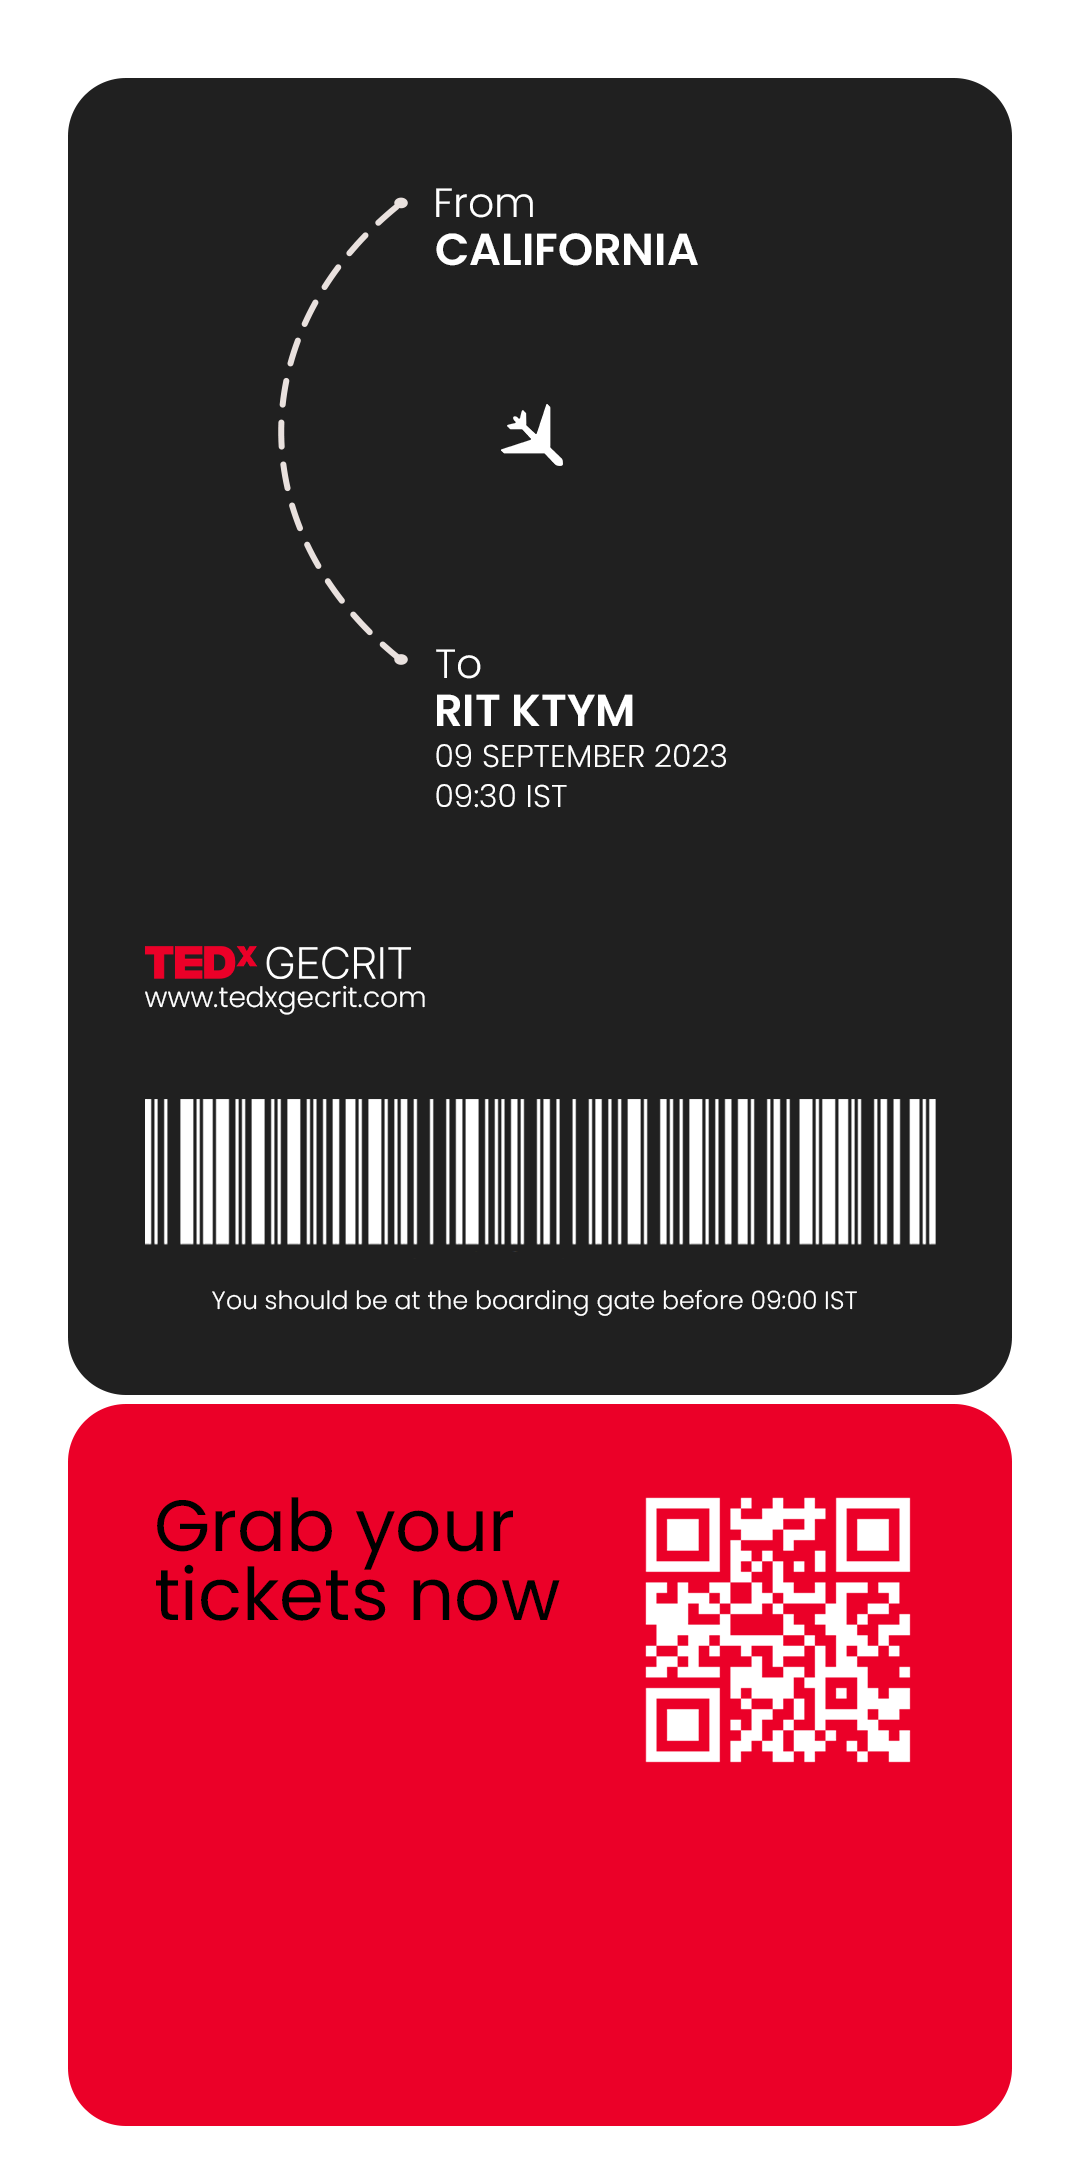 From
CALIFORNIA
To
RIT KTYM
09 SEPTEMBER 2023
09:30 IST
TEDx GECRIT
www.tedxgecrit.com
You should be at the boarding gate before 09:00 IST
Grab your
tickets now